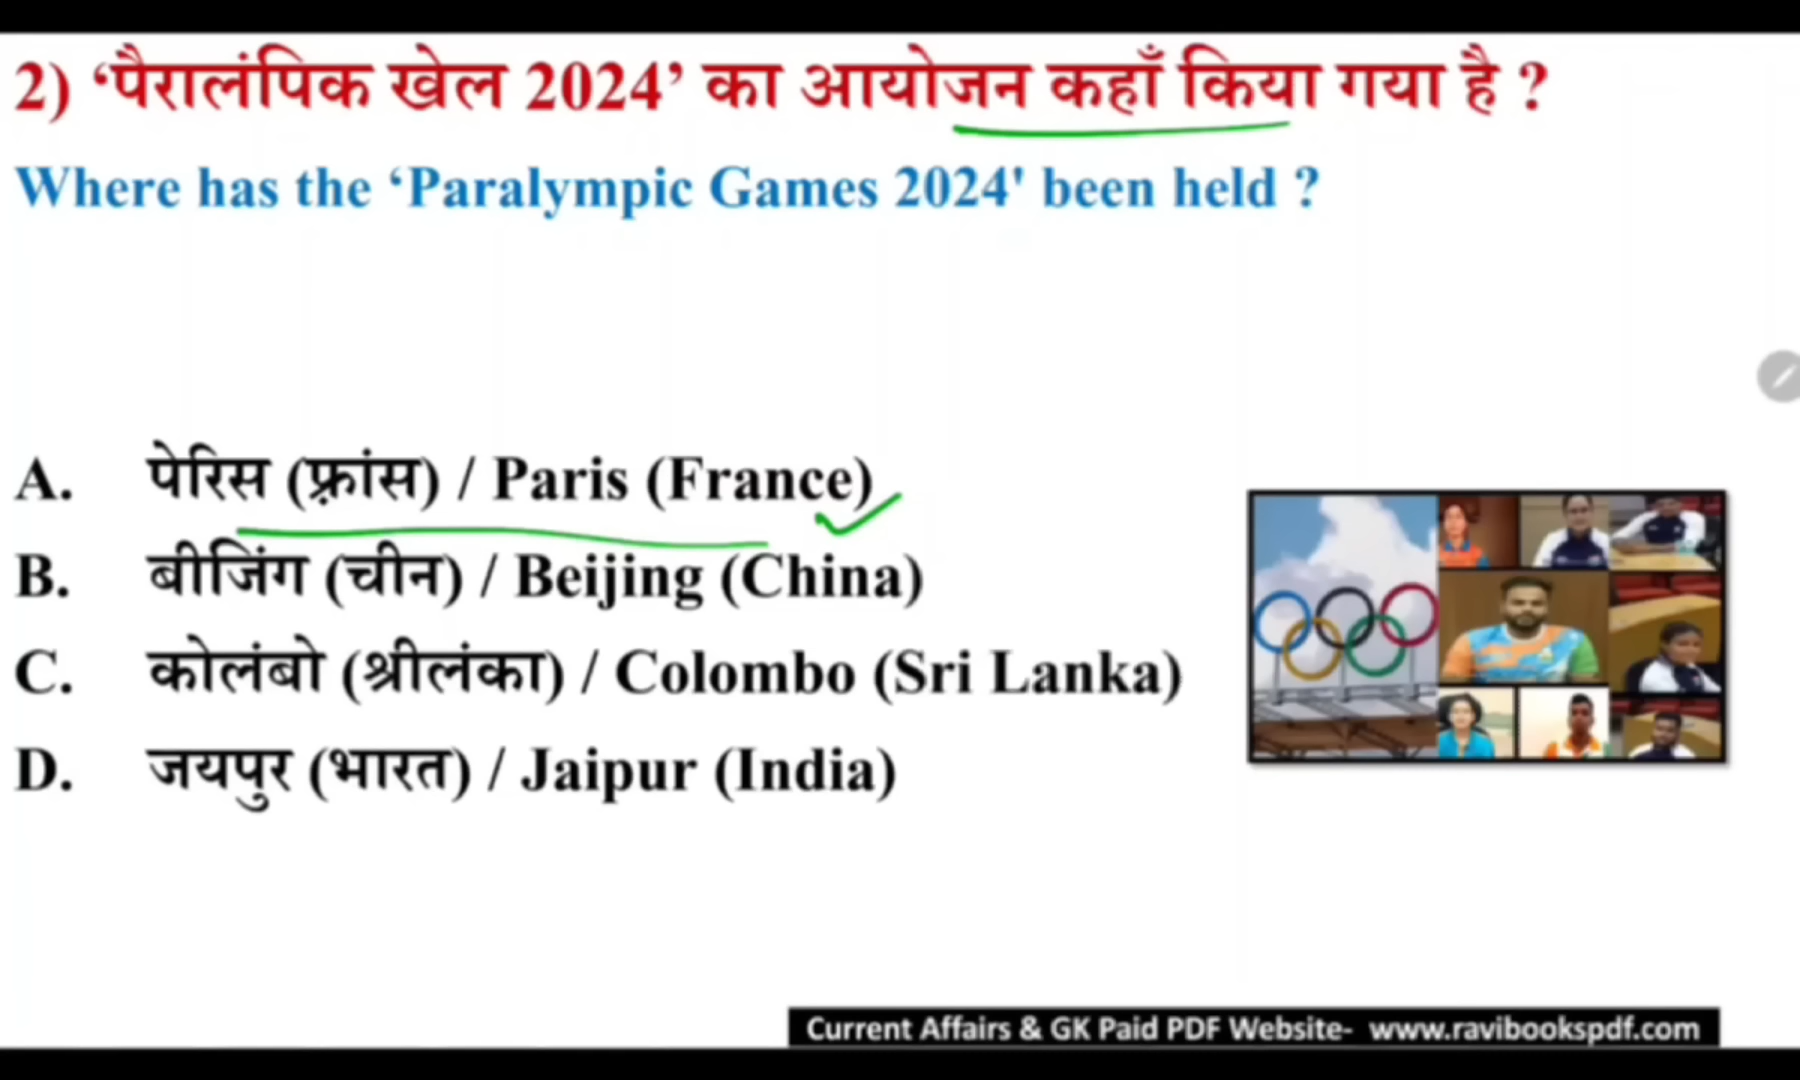 2) ‘पैरालंपिक खेल 2024’ का आयोजन कहाँ किया गया है ?
Where has the ‘Paralympic Games 2024' been held ?
A. पेरिस (फ़्रांस) / Paris (France)
B. बीजिंग (चीन) / Beijing (China)
C. कोलंबो (श्रीलंका) / Colombo (Sri Lanka)
D. जयपुर (भारत) / Jaipur (India)
Current Affairs & GK Paid PDF Website- www.ravibookspdf.com